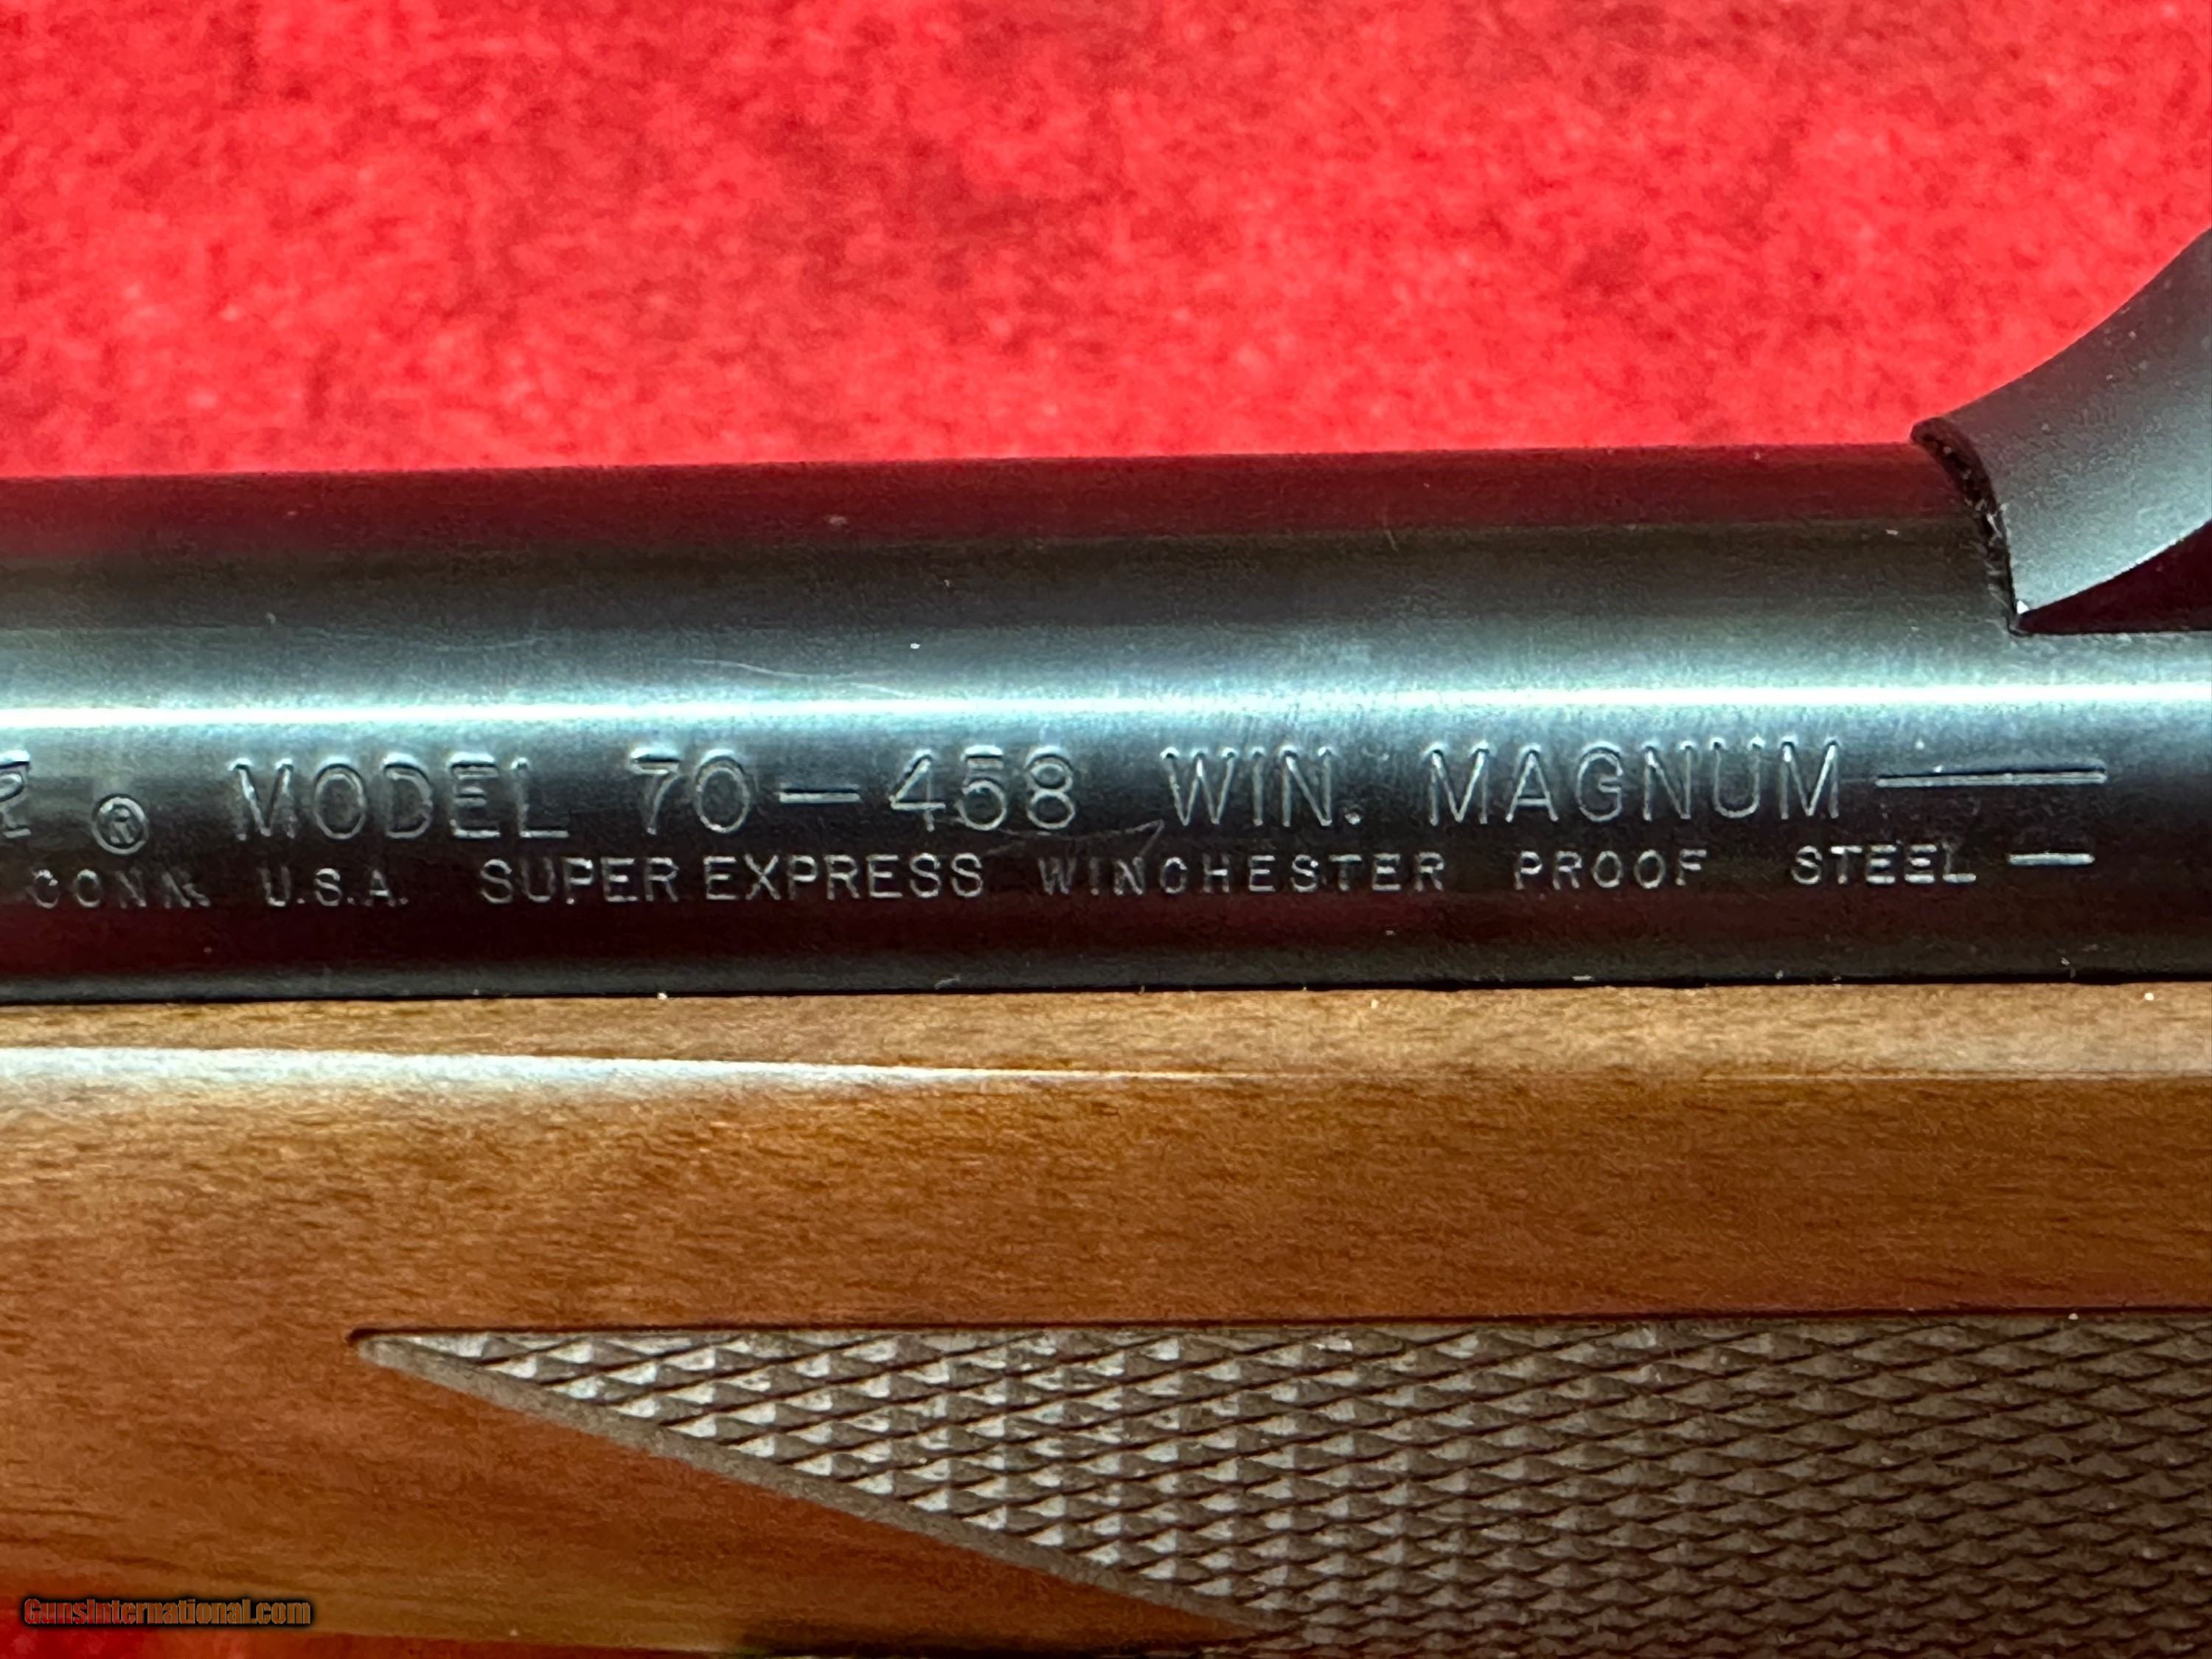 ® MODEL 70-458 WIN. MAGNUM—
CONN. U.S.A. SUPER EXPRESS WINCHESTER PROOF STEEL —
GunsInternational.com